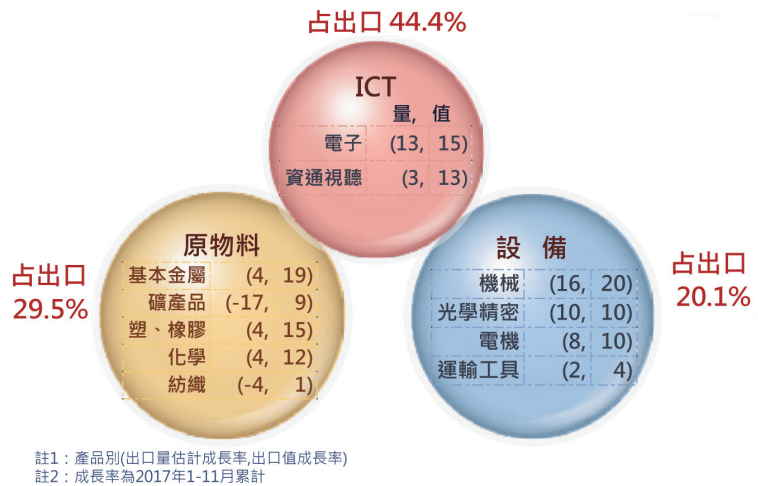 占出口 44.4%
ICT
量, 值
電子 (13, 15)
資通視聽 (3, 13)
占出口
29.5%
原物料
基本金屬 (4, 19)
礦產品 (-17, 9)
塑、橡膠 (4, 15)
化學 (4, 12)
紡織 (-4, 1)
設 備
機械 (16, 20)
光學精密 (10, 10)
電機 (8, 10)
運輸工具 (2, 4)
占出口
20.1%
註1：產品別(出口量估計成長率,出口值成長率)
註2：成長率為2017年1-11月累計